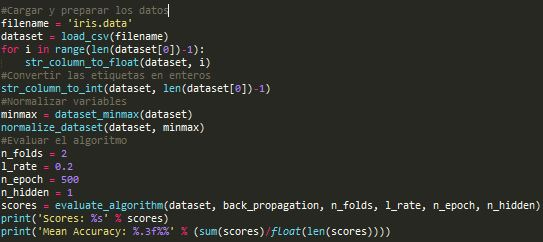 #Cargar y preparar los datos
filename = 'iris.data'
dataset = load_csv(filename)
for i in range(len(dataset[0])-1):
    str_column_to_float(dataset, i)
#Convertir las etiquetas en enteros
str_column_to_int(dataset, len(dataset[0])-1)
#Normalizar variables
minmax = dataset_minmax(dataset)
normalize_dataset(dataset, minmax)
#Evaluar el algoritmo
n_folds = 2
l_rate = 0.2
n_epoch = 500
n_hidden = 1
scores = evaluate_algorithm(dataset, back_propagation, n_folds, l_rate, n_epoch, n_hidden)
print('Scores: %s' % scores)
print('Mean Accuracy: %.3f%%' % (sum(scores)/float(len(scores))))